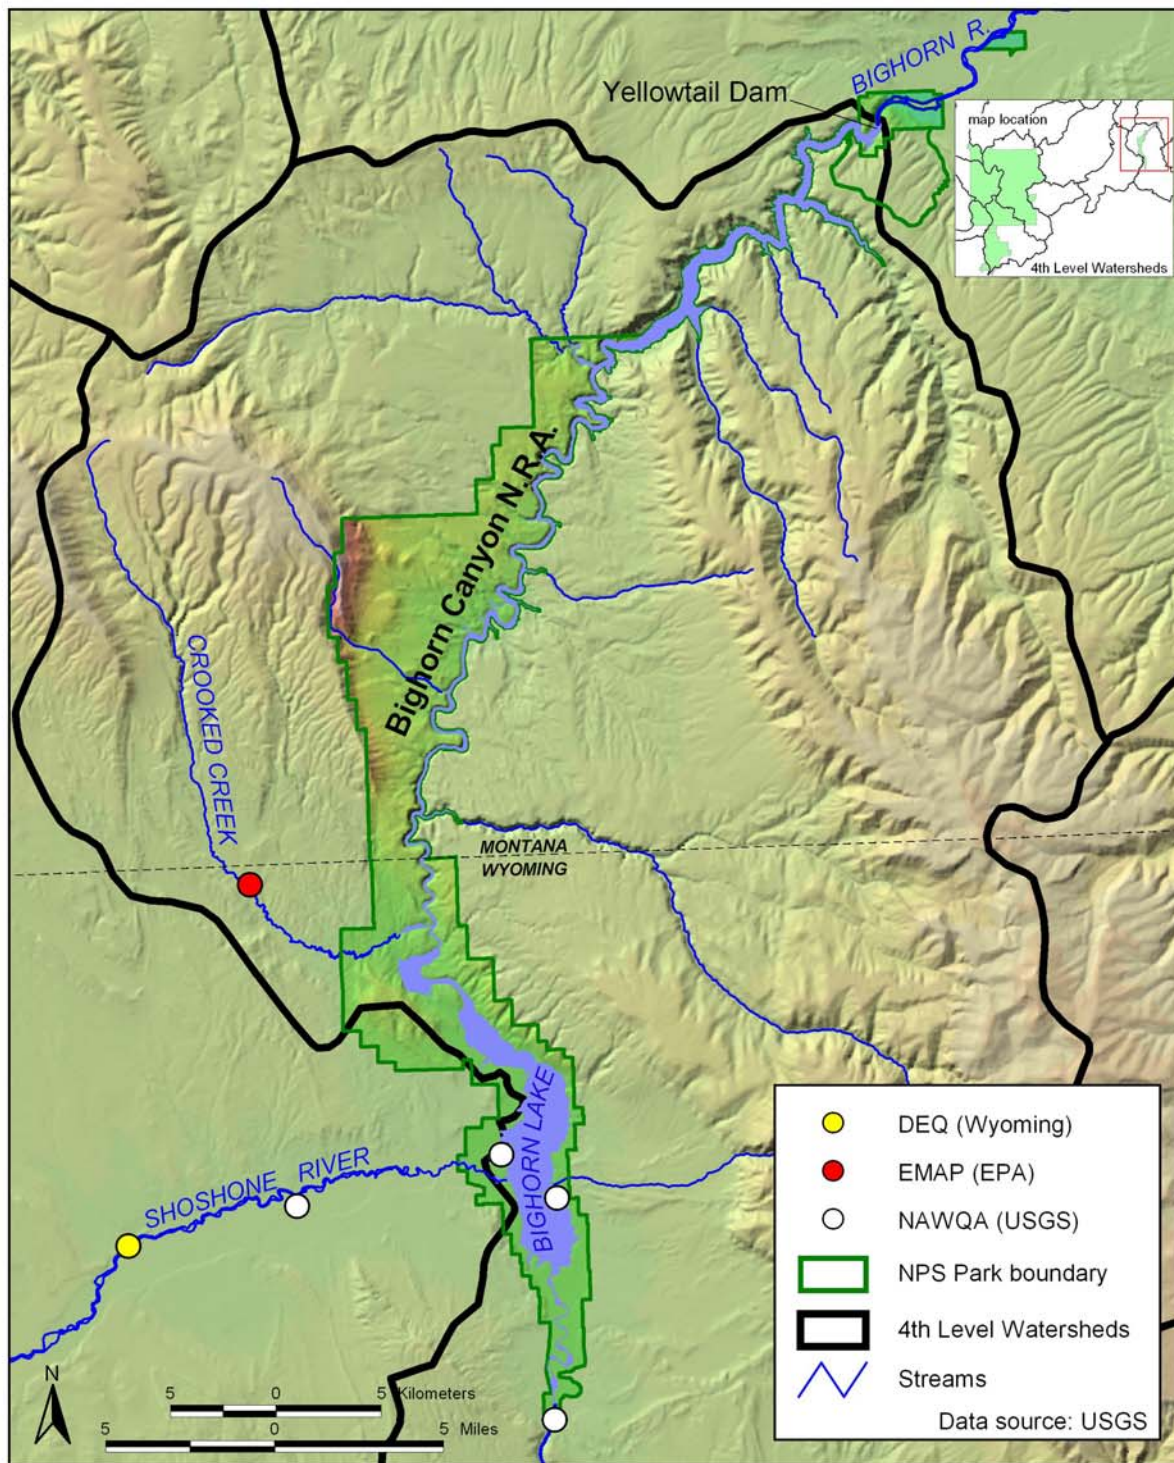 BIGHORN R.
Yellowtail Dam
map location
4th Level Watersheds
Bighorn Canyon N.R.A.
CROOKED CREEK
MONTANA
WYOMING
BIGHORN LAKE
SHOSHONE RIVER
DEQ (Wyoming)
EMAP (EPA)
NAWQA (USGS)
NPS Park boundary
4th Level Watersheds
Streams
Data source: USGS
N
5 0 5 Kilometers
5 0 5 Miles